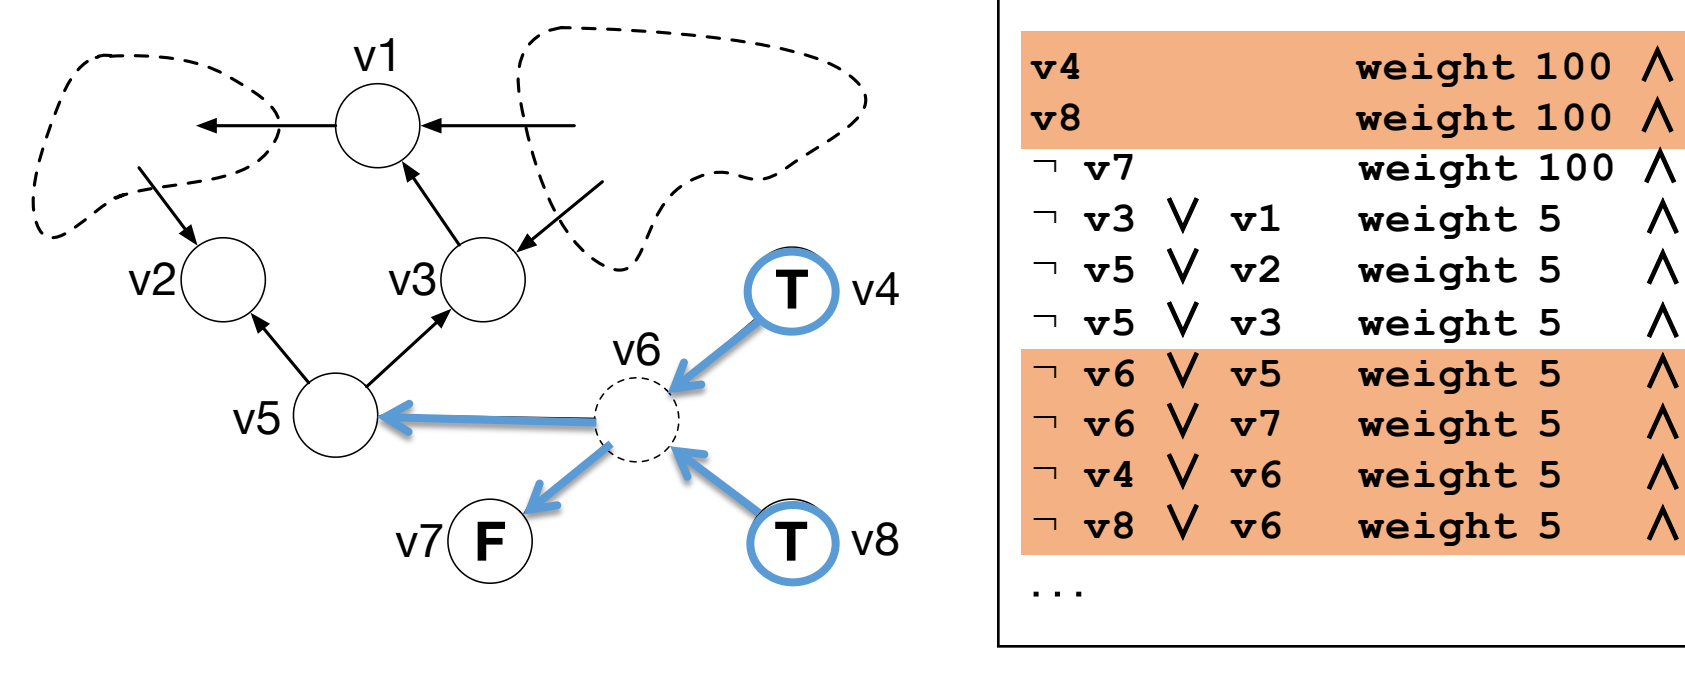 v1
v2
v3
v4
T
v6
v5
v7
F
T
v8
v4 weight 100 ⋀
v8 weight 100 ⋀
¬ v7 weight 100 ⋀
¬ v3 ⋁ v1 weight 5 ⋀
¬ v5 ⋁ v2 weight 5 ⋀
¬ v5 ⋁ v3 weight 5 ⋀
¬ v6 ⋁ v5 weight 5 ⋀
¬ v6 ⋁ v7 weight 5 ⋀
¬ v4 ⋁ v6 weight 5 ⋀
¬ v8 ⋁ v6 weight 5 ⋀
...